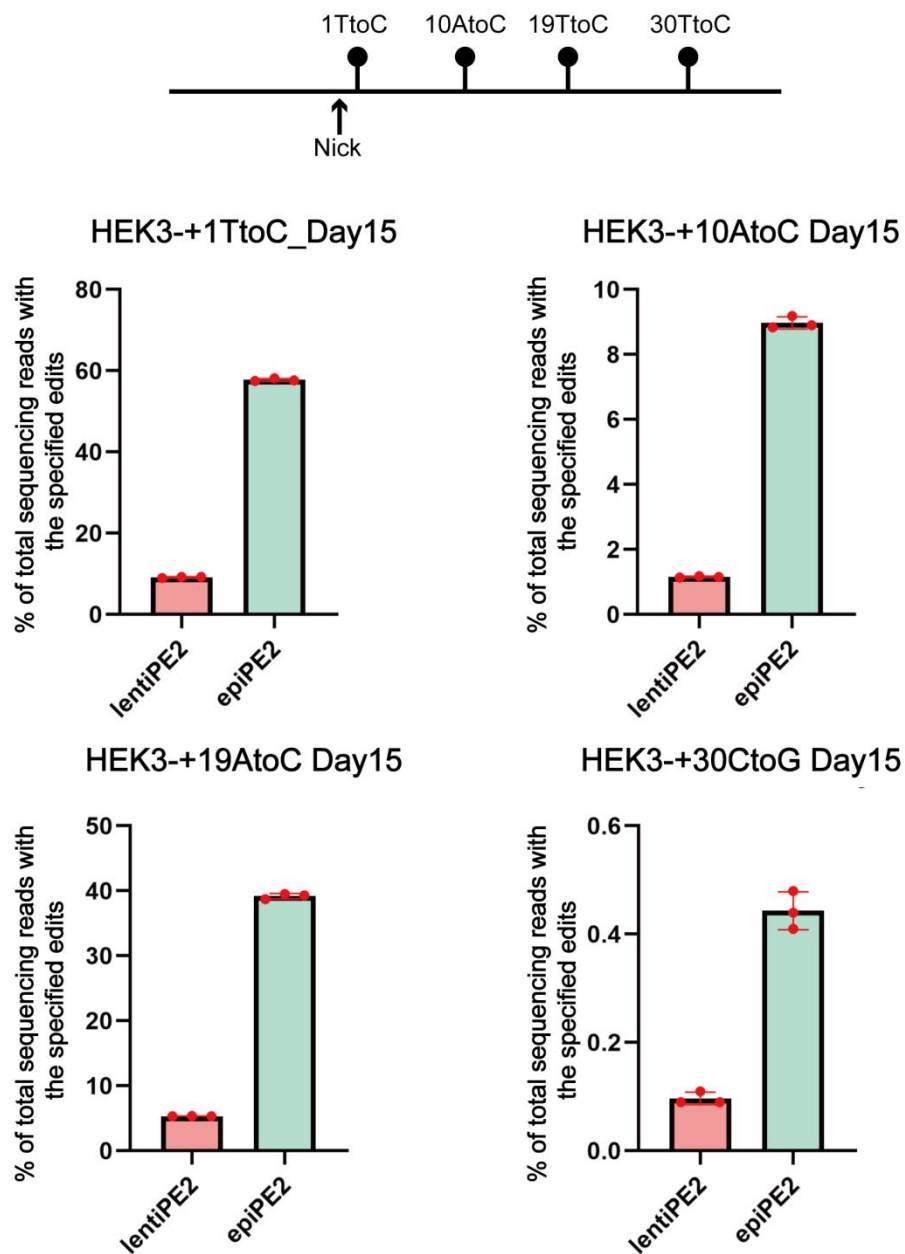 1TtoC 10AtoC 19TtoC 30TtoC
Nick
HEK3-+1TtoC_Day15
% of total sequencing reads with
the specified edits
80
60
40
20
0
lentiPE2
epiPE2
HEK3-+10AtoC Day15
% of total sequencing reads with
the specified edits
10
8
6
4
2
0
lentiPE2
epiPE2
HEK3-+19AtoC Day15
% of total sequencing reads with
the specified edits
50
40
30
20
10
0
lentiPE2
epiPE2
HEK3-+30CtoG Day15
% of total sequencing reads with
the specified edits
0.6
0.4
0.2
0.0
lentiPE2
epiPE2